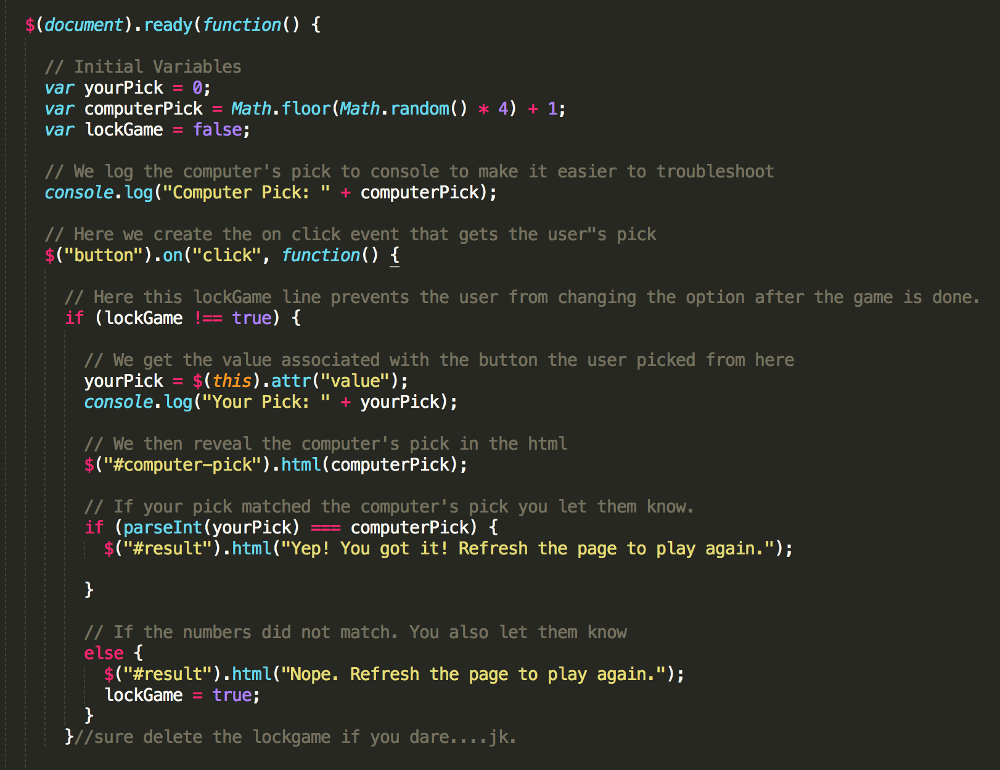 $(document).ready(function() {
// Initial Variables
var yourPick = 0;
var computerPick = Math.floor(Math.random() * 4) + 1;
var lockGame = false;
// We log the computer's pick to console to make it easier to troubleshoot
console.log("Computer Pick: " + computerPick);
// Here we create the on click event that gets the user"s pick
$("button").on("click", function() {
// Here this lockGame line prevents the user from changing the option after the game is done.
if (lockGame !== true) {
// We get the value associated with the button the user picked from here
yourPick = $(this).attr("value");
console.log("Your Pick: " + yourPick);
// We then reveal the computer's pick in the html
$("#computer-pick").html(computerPick);
// If your pick matched the computer's pick you let them know.
if (parseInt(yourPick) === computerPick) {
$("#result").html("Yep! You got it! Refresh the page to play again.");
}
// If the numbers did not match. You also let them know
else {
$("#result").html("Nope. Refresh the page to play again.");
lockGame = true;
}
}//sure delete the lockgame if you dare....jk.